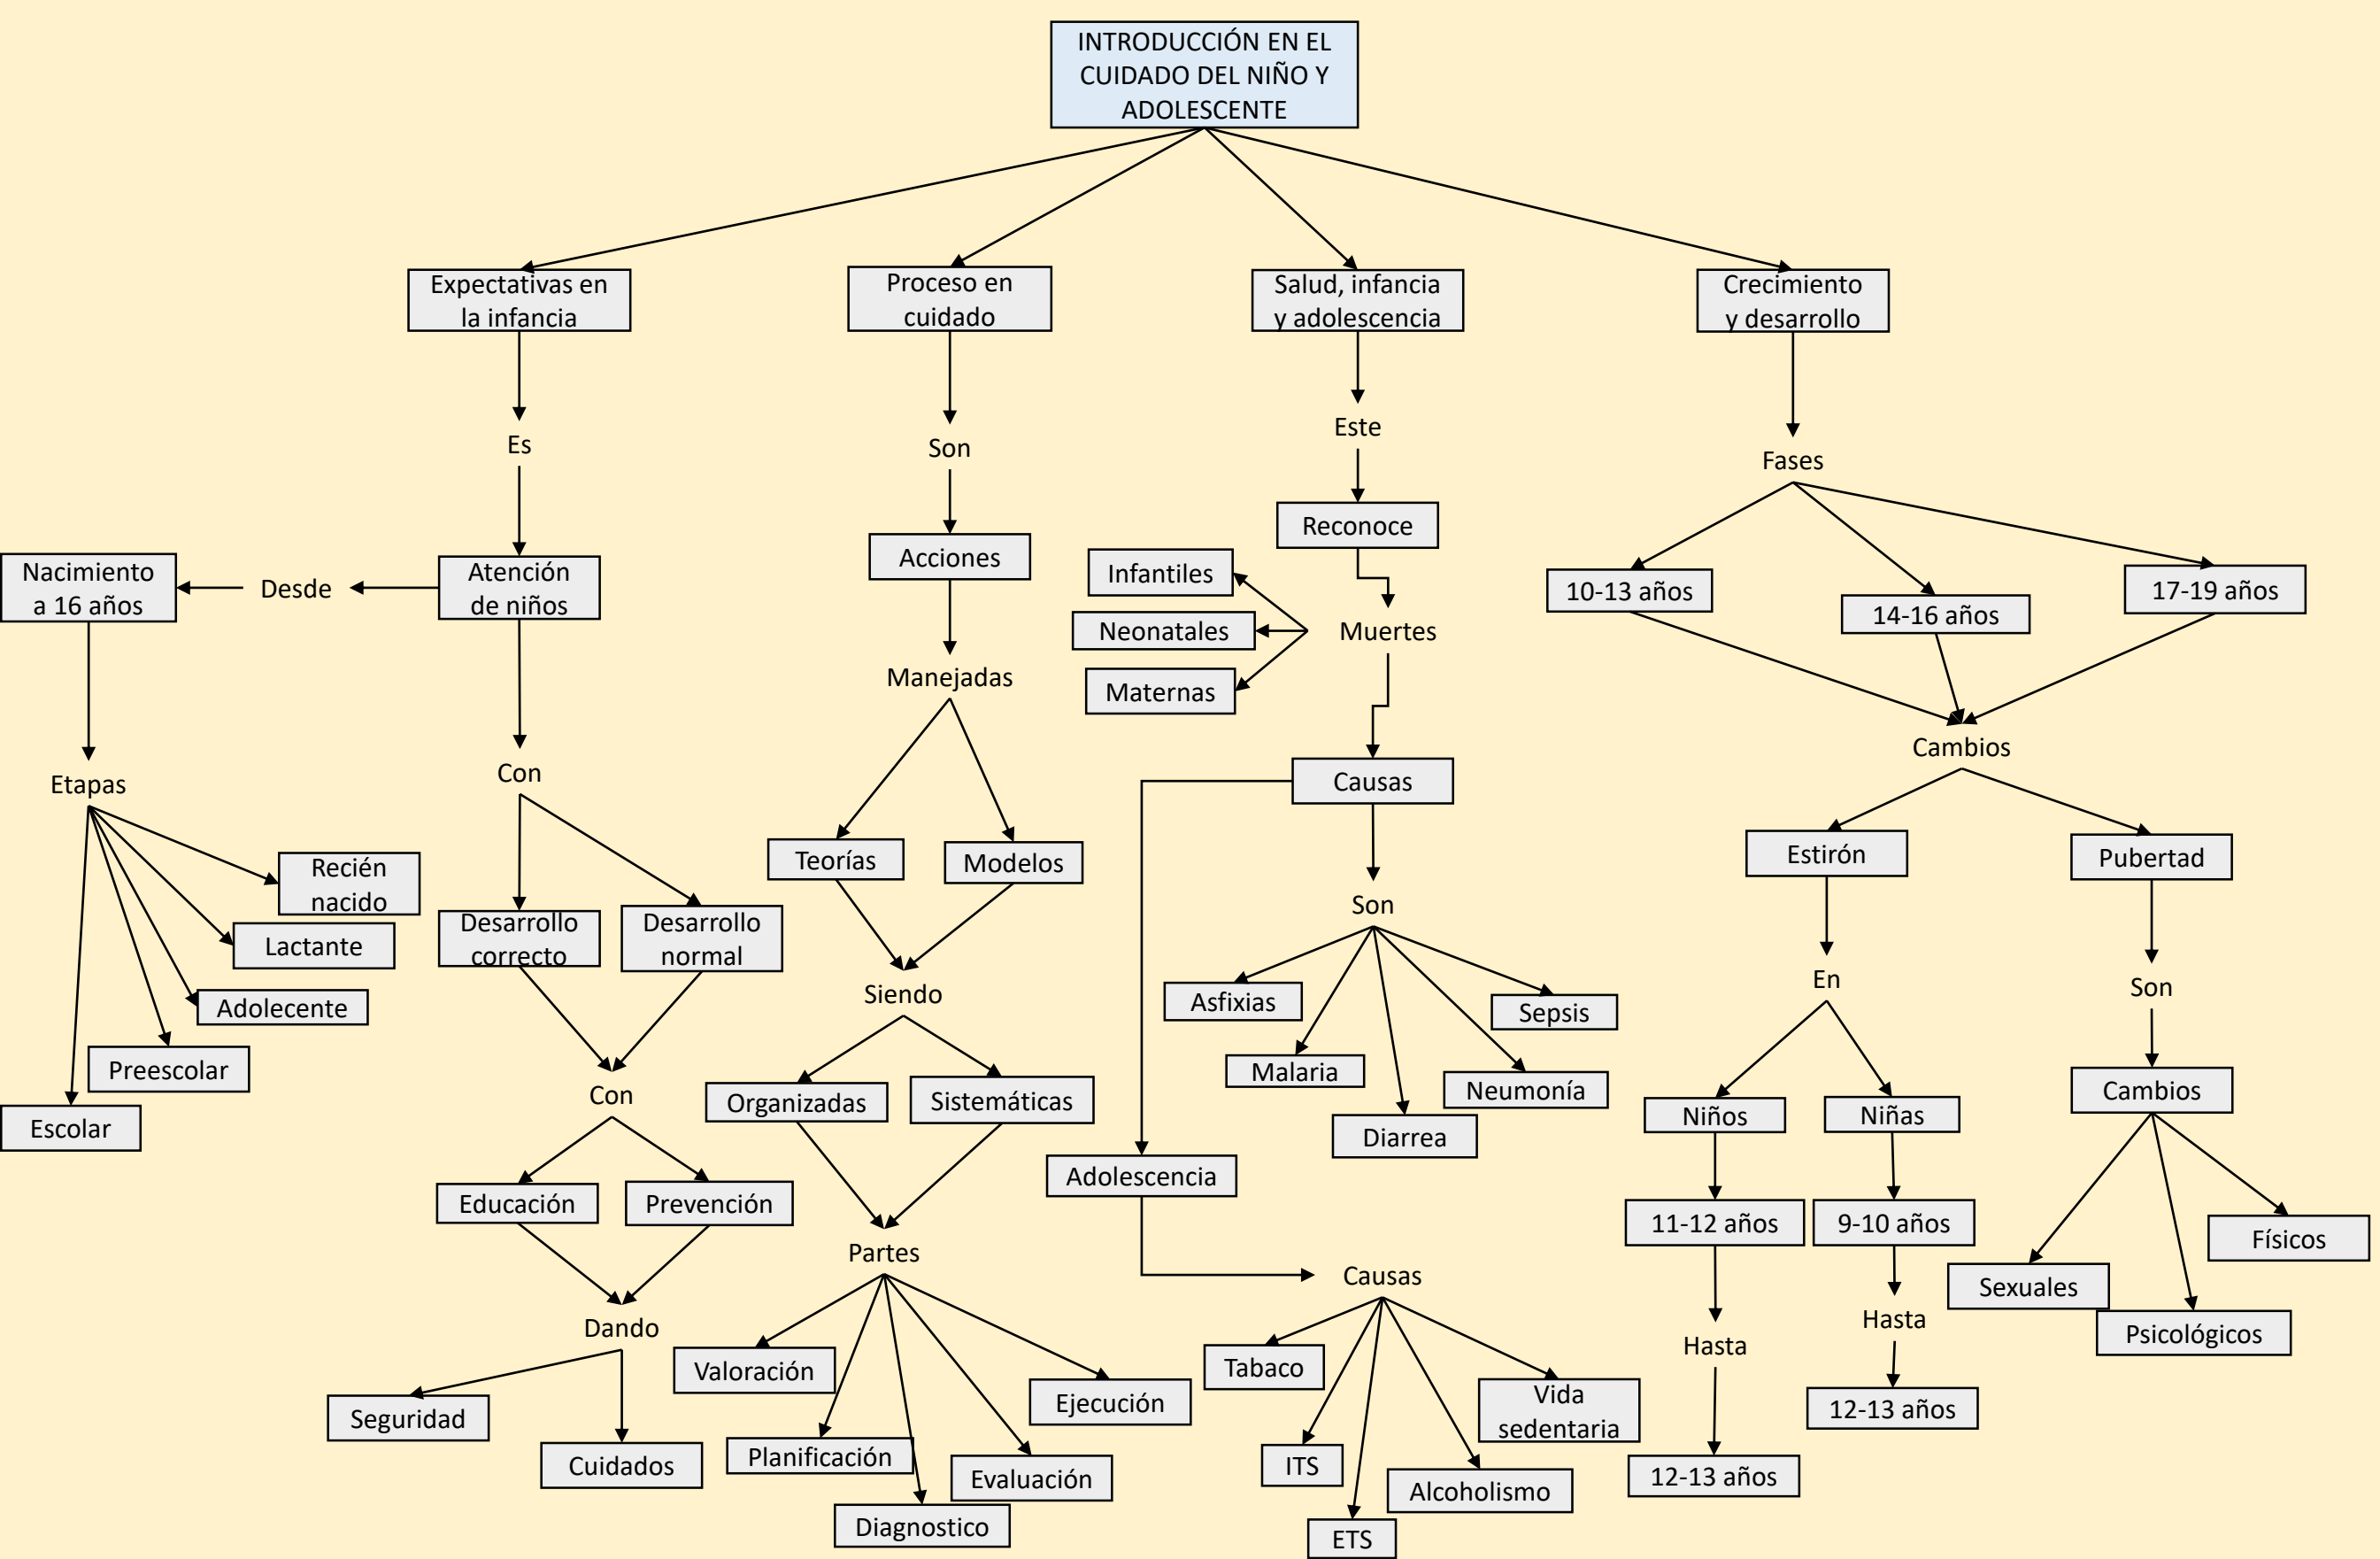 INTRODUCCIÓN EN EL
CUIDADO DEL NIÑO Y
ADOLESCENTE
Expectativas en
la infancia
Proceso en
cuidado
Salud, infancia
y adolescencia
Crecimiento
y desarrollo
Es
Atención
de niños
Desde
Nacimiento
a 16 años
Etapas
Recién
nacido
Lactante
Adolecente
Preescolar
Escolar
Con
Desarrollo
correcto
Desarrollo
normal
Con
Educación
Prevención
Dando
Seguridad
Cuidados
Son
Acciones
Manejadas
Teorías
Modelos
Siendo
Organizadas
Sistemáticas
Partes
Valoración
Planificación
Diagnostico
Evaluación
Ejecución
Este
Reconoce
Muertes
Infantiles
Neonatales
Maternas
Causas
Son
Asfixias
Malaria
Diarrea
Neumonía
Sepsis
Adolescencia
Causas
Tabaco
ITS
ETS
Alcoholismo
Vida
sedentaria
Fases
10-13 años
14-16 años
17-19 años
Cambios
Estirón
Pubertad
En
Niños
Niñas
11-12 años
9-10 años
Hasta
Hasta
12-13 años
12-13 años
Son
Cambios
Sexuales
Psicológicos
Físicos